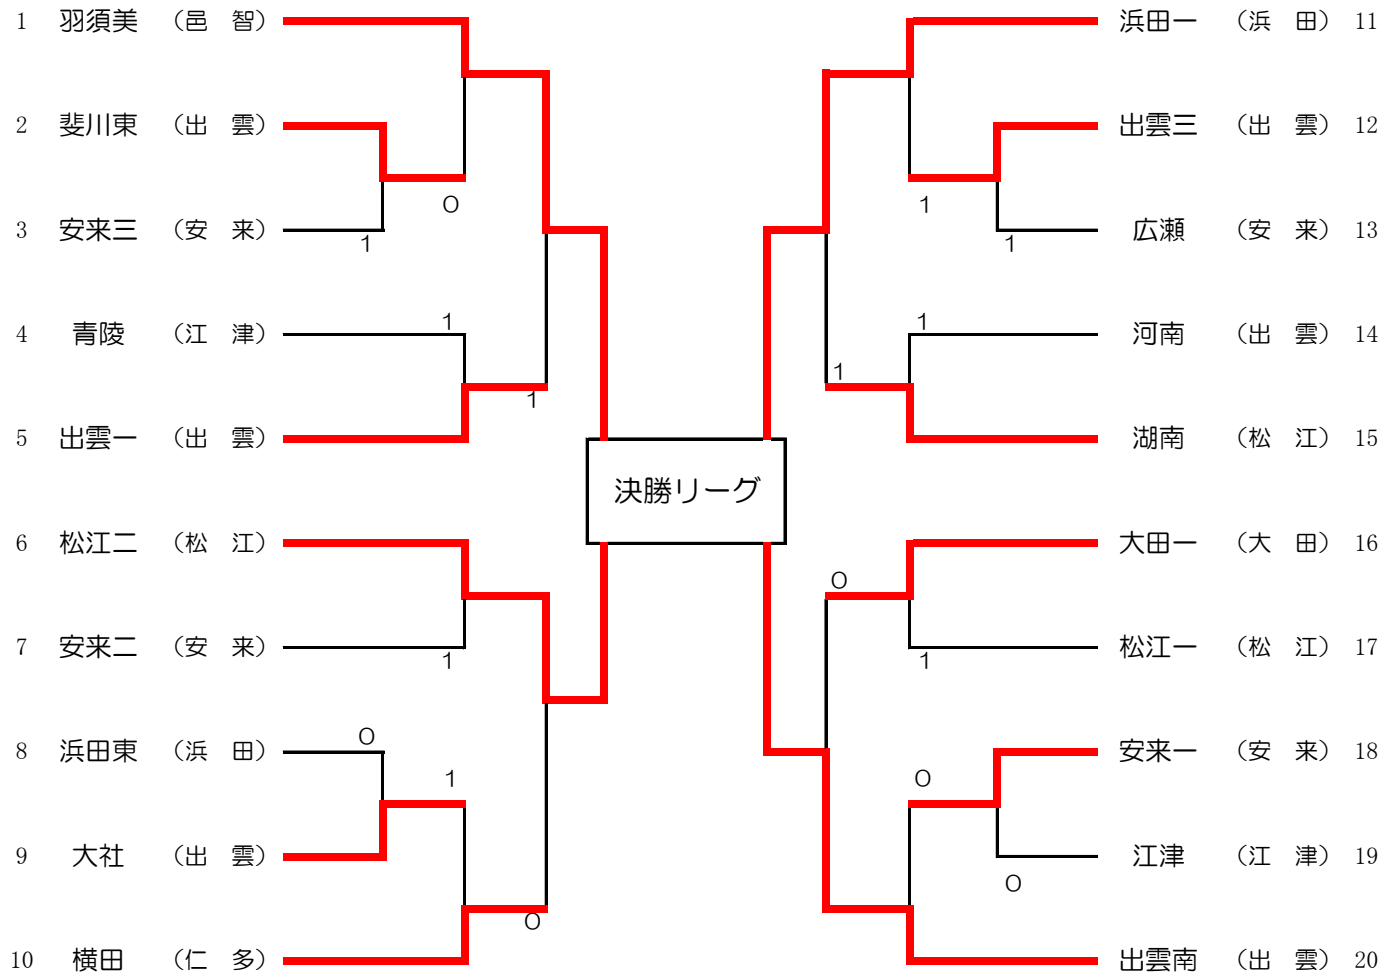 1 羽須美 （邑 智） 浜田一 （浜 田） 11
2 斐川東 （出 雲） 出雲三 （出 雲） 12
0 1
3 安来三 （安 来） 広瀬 （安 来） 13
1 1
4 青陵 （江 津） 1 1 河南 （出 雲） 14
1 1
5 出雲一 （出 雲） 湖南 （松 江） 15
決勝リーグ
6 松江二 （松 江） 大田一 （大 田） 16
0
7 安来二 （安 来） 松江一 （松 江） 17
1 1
8 浜田東 （浜 田） 0 安来一 （安 来） 18
1 0
9 大社 （出 雲） 江津 （江 津） 19
0
0
10 横田 （仁 多） 出雲南 （出 雲） 20